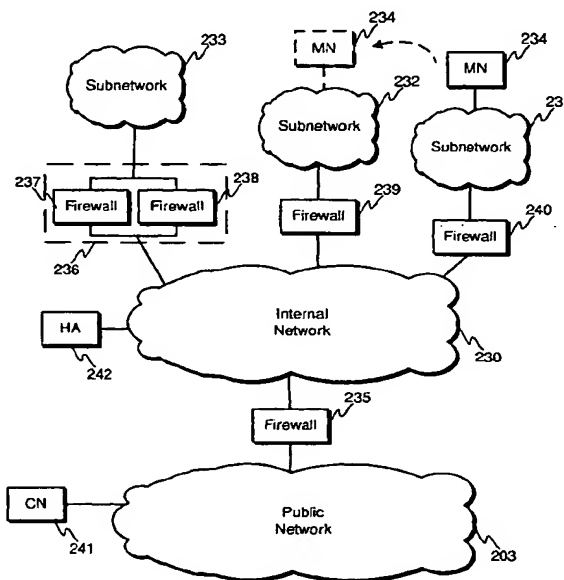 233
234
MN
MN
234
Subnetwork
232
23
Subnetwork
Subnetwork
237
Firewall
Firewall
238
239
Firewall
240
Firewall
236
Internal
Network
HA
242
230
235
Firewall
CN
241
Public
Network
203